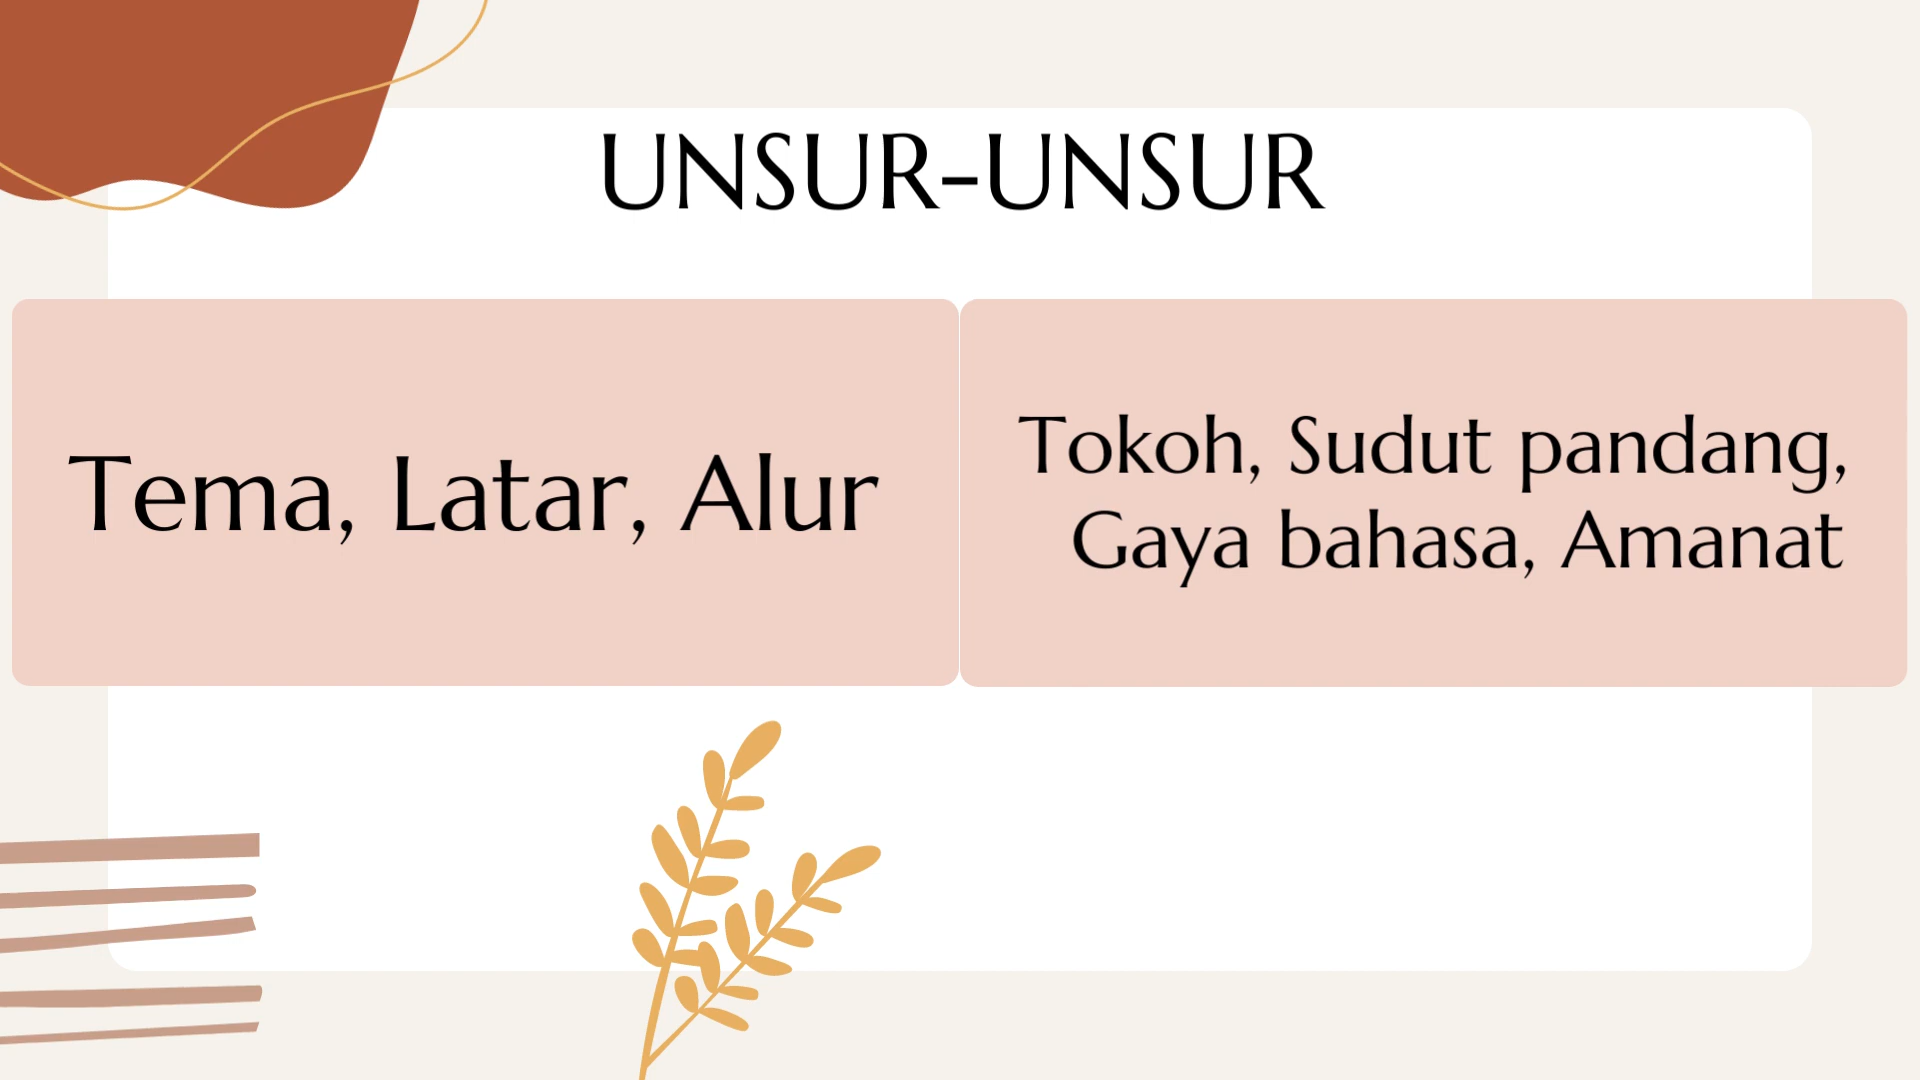 UNSUR-UNSUR
Tema, Latar, Alur
Tokoh, Sudut pandang,
Gaya bahasa, Amanat